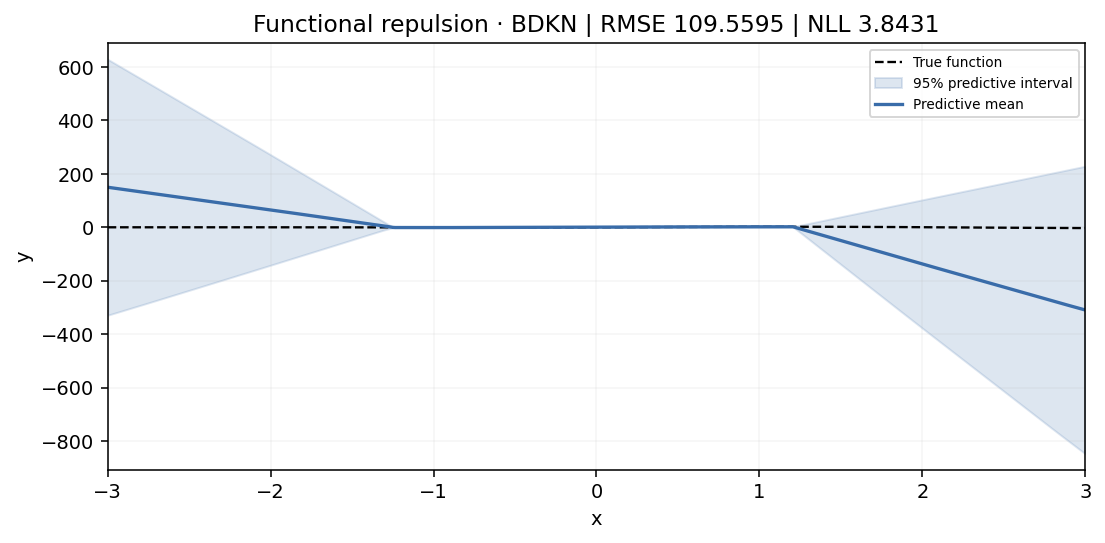 Functional repulsion · BDKN | RMSE 109.5595 | NLL 3.8431
True function
95% predictive interval
Predictive mean
600
400
200
0
−200
−400
−600
−800
y
−3 −2 −1 0 1 2 3
x